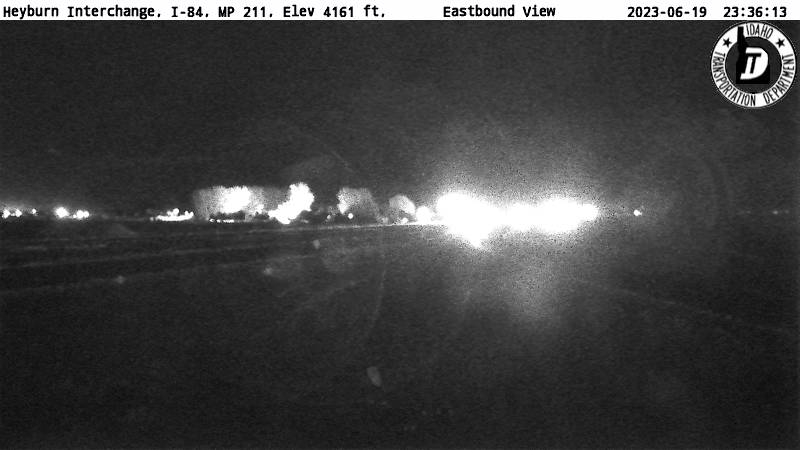 Heyburn Interchange, I-84, MP 211, Elev 4161 ft, Eastbound View 2023-06-19 23:36:13
IDAHO
TRANSPORTATION DEPARTMENT